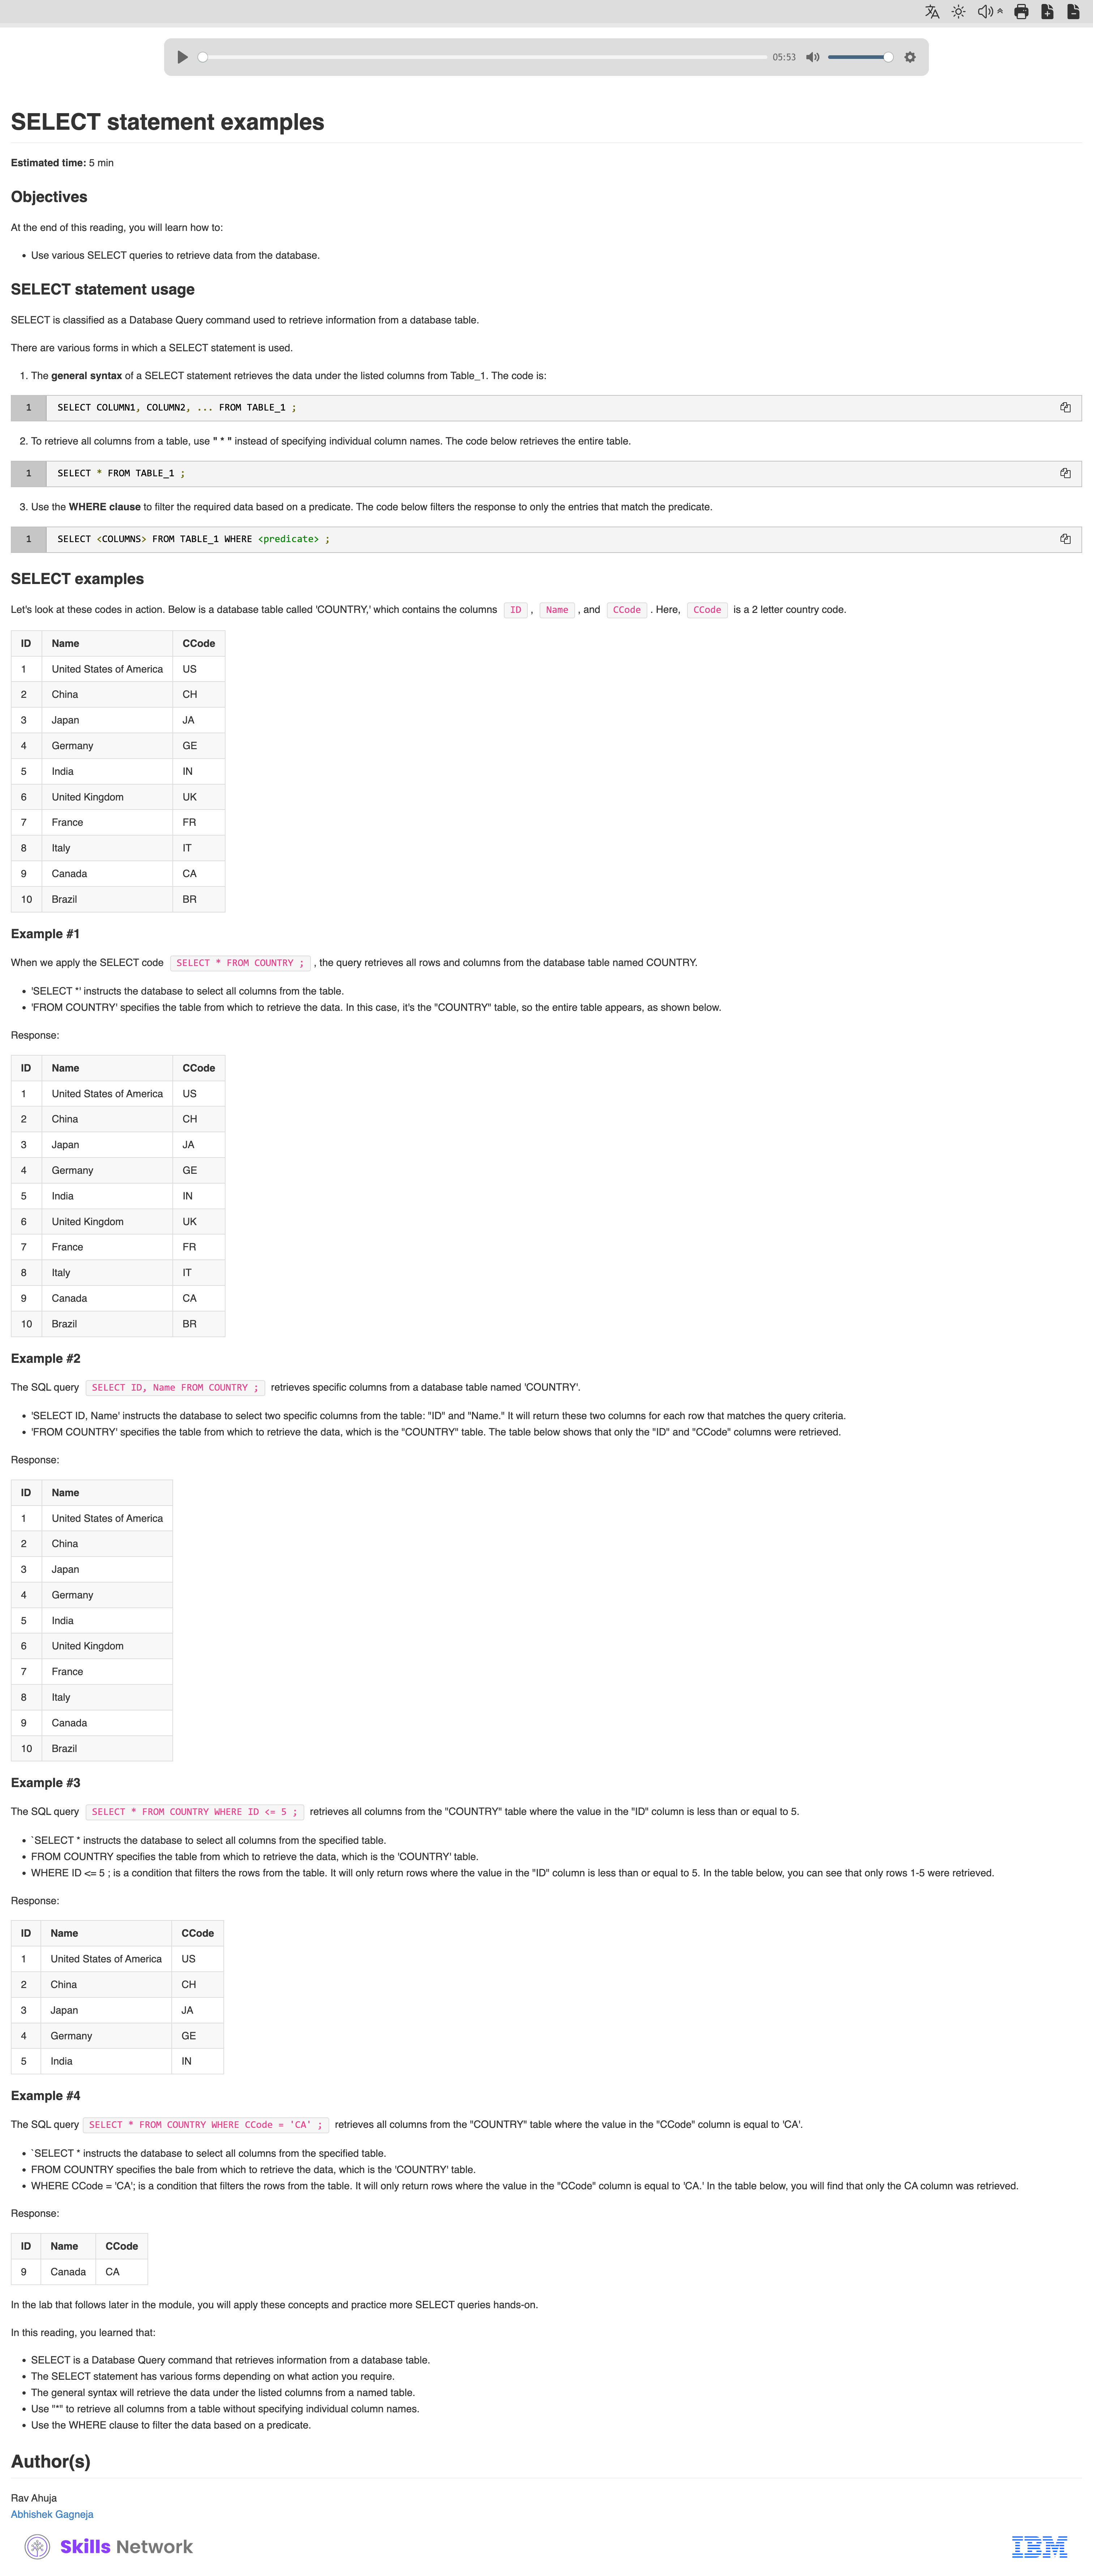 05:53
SELECT statement examples
Estimated time: 5 min
Objectives
At the end of this reading, you will learn how to:
• Use various SELECT queries to retrieve data from the database.
SELECT statement usage
SELECT is classified as a Database Query command used to retrieve information from a database table.
There are various forms in which a SELECT statement is used.
1. The general syntax of a SELECT statement retrieves the data under the listed columns from Table_1. The code is:
1 SELECT COLUMN1, COLUMN2, ... FROM TABLE_1 ;
2. To retrieve all columns from a table, use " * " instead of specifying individual column names. The code below retrieves the entire table.
1 SELECT * FROM TABLE_1 ;
3. Use the WHERE clause to filter the required data based on a predicate. The code below filters the response to only the entries that match the predicate.
1 SELECT <COLUMNS> FROM TABLE_1 WHERE <predicate> ;
SELECT examples
Let's look at these codes in action. Below is a database table called 'COUNTRY,' which contains the columns ID , Name , and CCode . Here, CCode is a 2 letter country code.
ID Name CCode
1 United States of America US
2 China CH
3 Japan JA
4 Germany GE
5 India IN
6 United Kingdom UK
7 France FR
8 Italy IT
9 Canada CA
10 Brazil BR
Example #1
When we apply the SELECT code SELECT * FROM COUNTRY ; , the query retrieves all rows and columns from the database table named COUNTRY.
• 'SELECT *' instructs the database to select all columns from the table.
• 'FROM COUNTRY' specifies the table from which to retrieve the data. In this case, it's the "COUNTRY" table, so the entire table appears, as shown below.
Response:
ID Name CCode
1 United States of America US
2 China CH
3 Japan JA
4 Germany GE
5 India IN
6 United Kingdom UK
7 France FR
8 Italy IT
9 Canada CA
10 Brazil BR
Example #2
The SQL query SELECT ID, Name FROM COUNTRY ; retrieves specific columns from a database table named 'COUNTRY'.
• 'SELECT ID, Name' instructs the database to select two specific columns from the table: "ID" and "Name." It will return these two columns for each row that matches the query criteria.
• 'FROM COUNTRY' specifies the table from which to retrieve the data, which is the "COUNTRY" table. The table below shows that only the "ID" and "CCode" columns were retrieved.
Response:
ID Name
1 United States of America
2 China
3 Japan
4 Germany
5 India
6 United Kingdom
7 France
8 Italy
9 Canada
10 Brazil
Example #3
The SQL query SELECT * FROM COUNTRY WHERE ID <= 5 ; retrieves all columns from the "COUNTRY" table where the value in the "ID" column is less than or equal to 5.
• `SELECT * instructs the database to select all columns from the specified table.
• FROM COUNTRY specifies the table from which to retrieve the data, which is the 'COUNTRY' table.
• WHERE ID <= 5 ; is a condition that filters the rows from the table. It will only return rows where the value in the "ID" column is less than or equal to 5. In the table below, you can see that only rows 1-5 were retrieved.
Response:
ID Name CCode
1 United States of America US
2 China CH
3 Japan JA
4 Germany GE
5 India IN
Example #4
The SQL query SELECT * FROM COUNTRY WHERE CCode = 'CA' ; retrieves all columns from the "COUNTRY" table where the value in the "CCode" column is equal to 'CA'.
• `SELECT * instructs the database to select all columns from the specified table.
• FROM COUNTRY specifies the bale from which to retrieve the data, which is the 'COUNTRY' table.
• WHERE CCode = 'CA'; is a condition that filters the rows from the table. It will only return rows where the value in the "CCode" column is equal to 'CA.' In the table below, you will find that only the CA column was retrieved.
Response:
ID Name CCode
9 Canada CA
In the lab that follows later in the module, you will apply these concepts and practice more SELECT queries hands-on.
In this reading, you learned that:
• SELECT is a Database Query command that retrieves information from a database table.
• The SELECT statement has various forms depending on what action you require.
• The general syntax will retrieve the data under the listed columns from a named table.
• Use "*" to retrieve all columns from a table without specifying individual column names.
• Use the WHERE clause to filter the data based on a predicate.
Author(s)
Rav Ahuja
Abhishek Gagneja
Skills Network
IBM